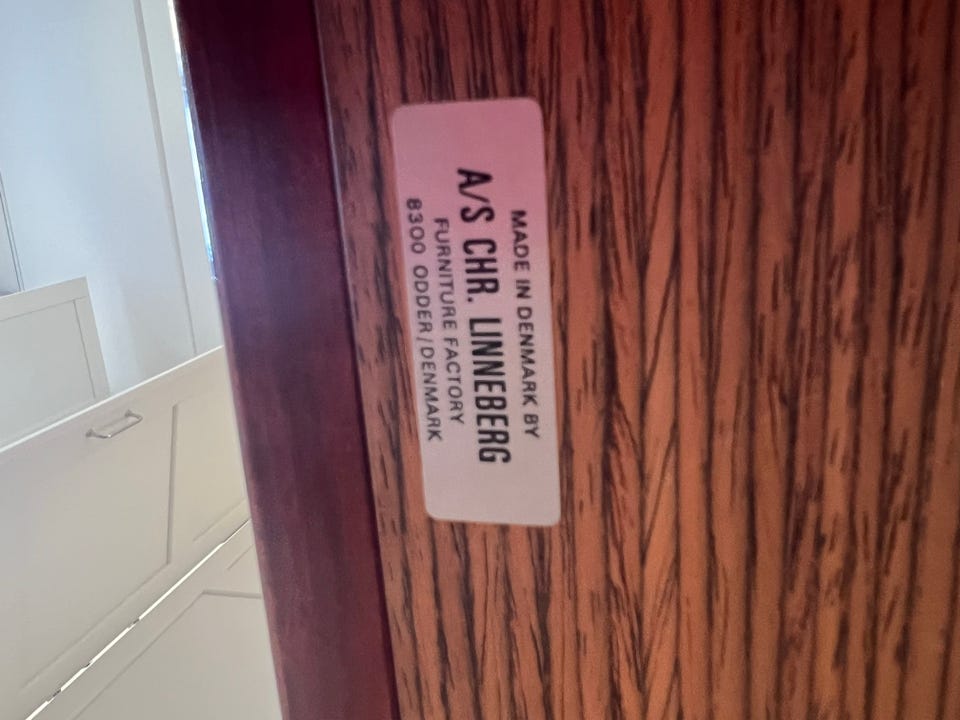 MADE IN DENMARK BY
A/S CHR. LINNEBERG
FURNITURE FACTORY
8300 ODDER/DENMARK